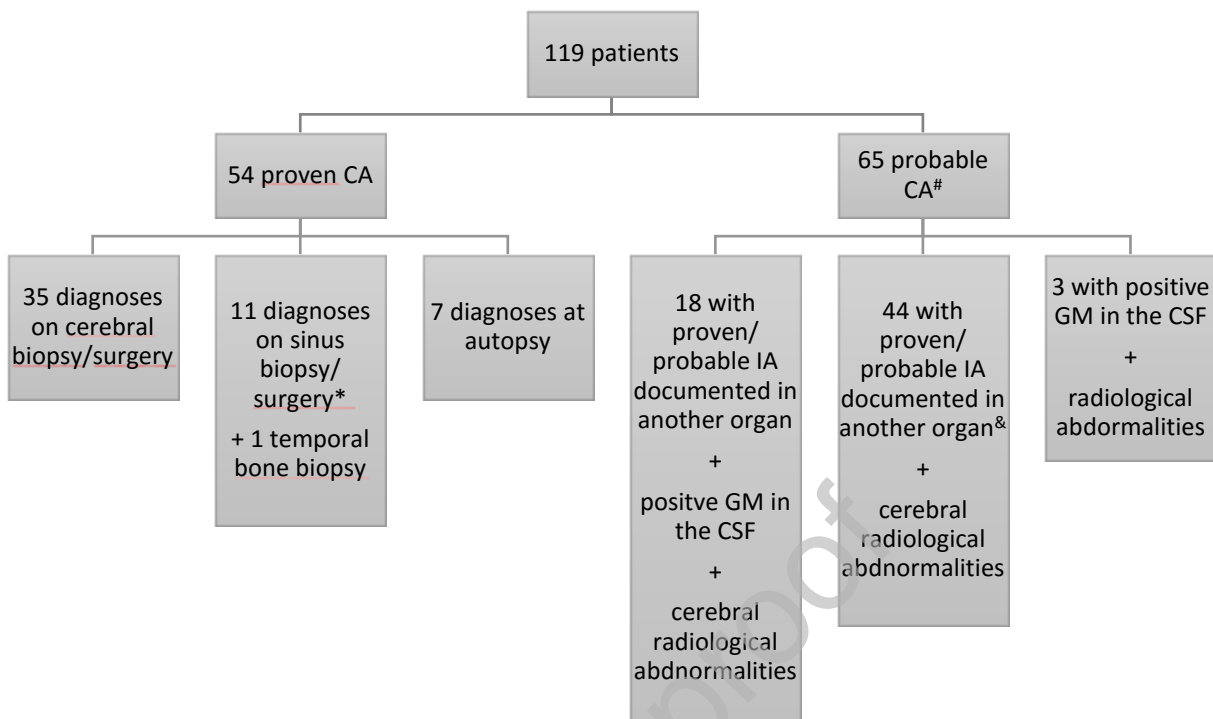 119 patients
54 proven CA
65 probable
CA#
35 diagnoses
on cerebral
biopsy/surgery
11 diagnoses
on sinus
biopsy/
surgery*
+ 1 temporal
bone biopsy
7 diagnoses at
autopsy
18 with
proven/
probable IA
documented in
another organ
+
positve GM in
the CSF
+
cerebral
radiological
abdnormalities
44 with
proven/
probable IA
documented in
another organ&
+
cerebral
radiological
abdnormalities
3 with positive
GM in the CSF
+
radiological
abdormalities
proof